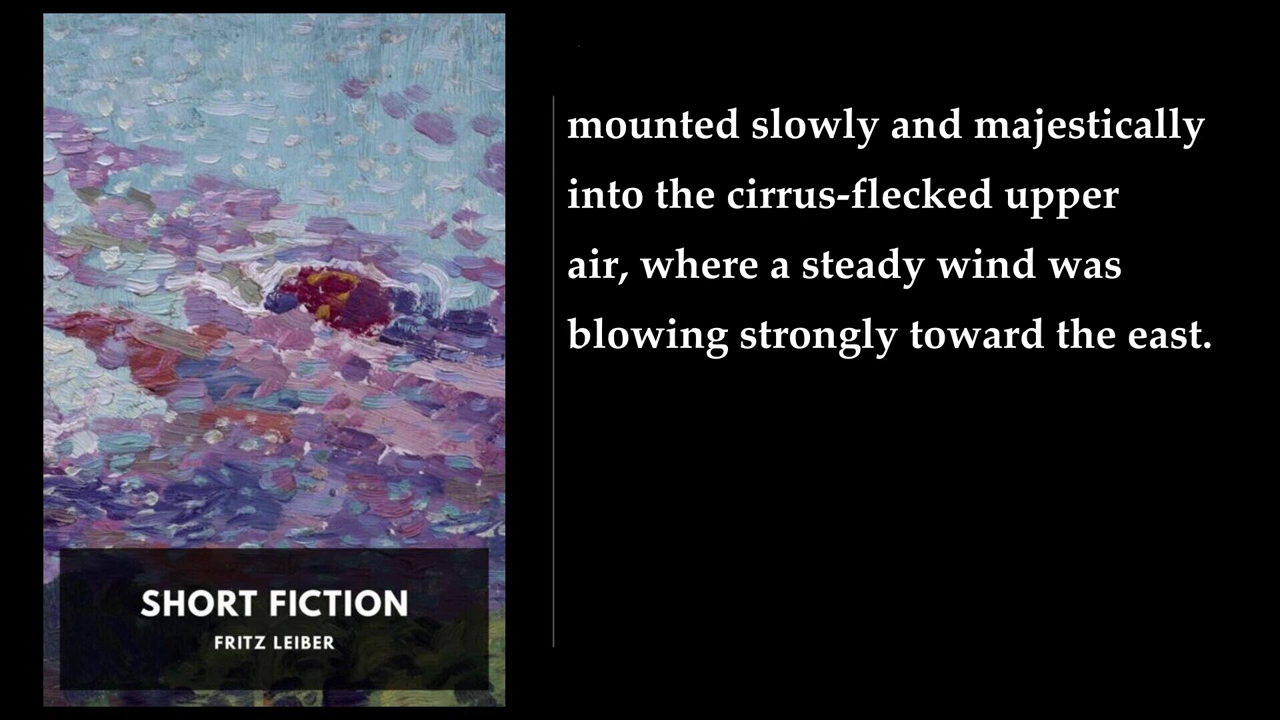 mounted slowly and majestically
into the cirrus-flecked upper
air, where a steady wind was
blowing strongly toward the east.
SHORT FICTION
FRITZ LEIBER